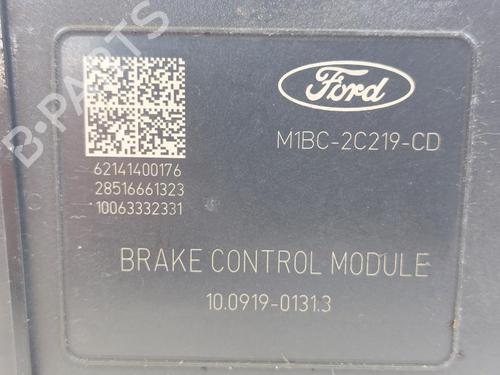 Ford
M1BC-2C219-CD
62141400176
28516661323
10063332331
BRAKE CONTROL MODULE
10.0919-0131.3
B-PARTS